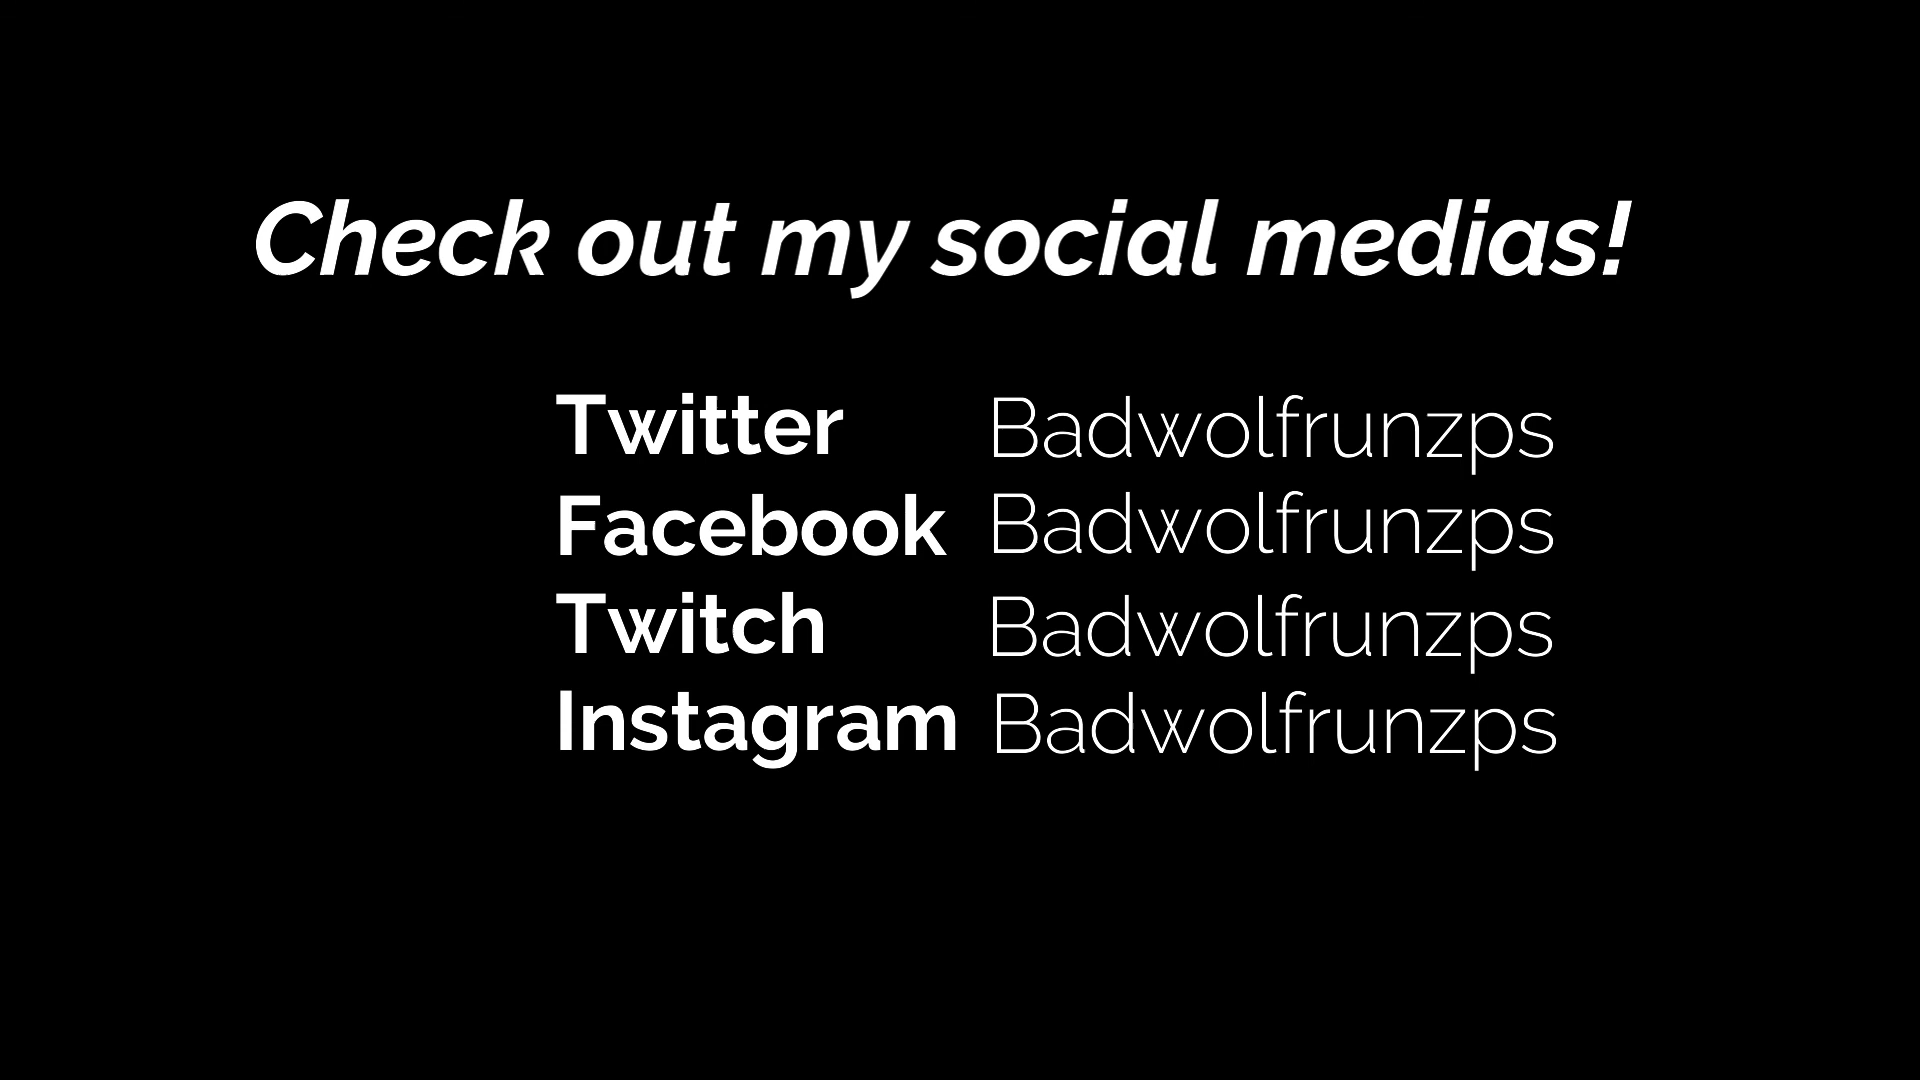 Check out my social medias!
Twitter Badwolfrunzps
Facebook Badwolfrunzps
Twitch Badwolfrunzps
Instagram Badwolfrunzps